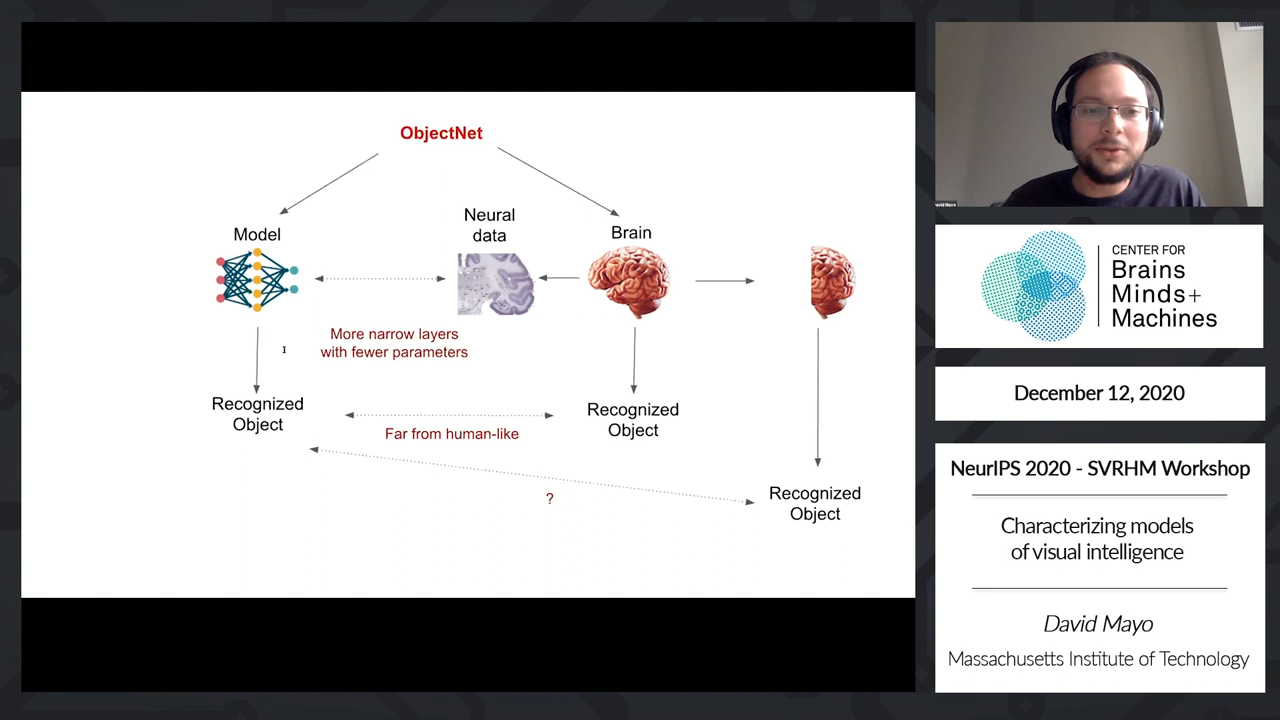 ObjectNet
Model
Neural
data
Brain
More narrow layers
with fewer parameters
Recognized
Object
Far from human-like
Recognized
Object
?
Recognized
Object
David Mayo
CENTER FOR
Brains
Minds+
Machines
December 12, 2020
NeurIPS 2020 - SVRHM Workshop
Characterizing models
of visual intelligence
David Mayo
Massachusetts Institute of Technology